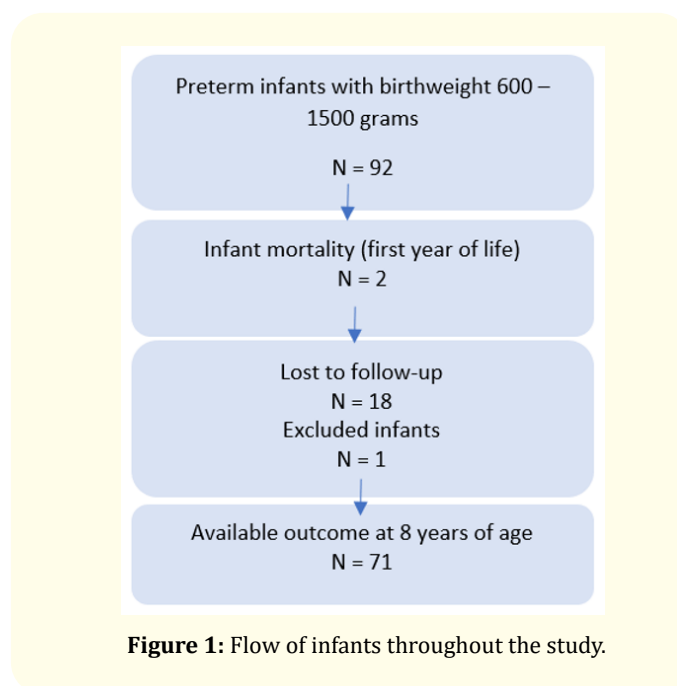 Preterm infants with birthweight 600 –
1500 grams
N = 92
Infant mortality (first year of life)
N = 2
Lost to follow-up
N = 18
Excluded infants
N = 1
Available outcome at 8 years of age
N = 71
Figure 1: Flow of infants throughout the study.